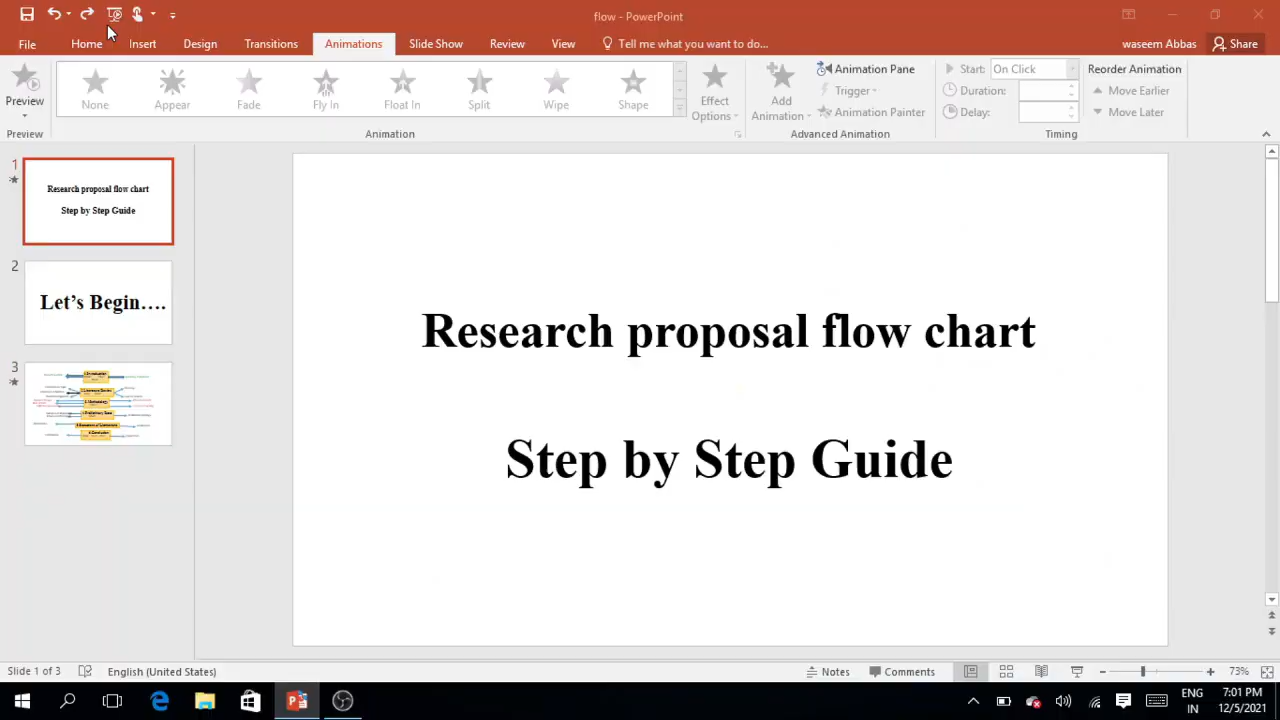 flow - PowerPoint
File Home Insert Design Transitions Animations Slide Show Review View Tell me what you want to do... waseem Abbas Share
Preview
None Appear Fade Fly In Float In Split Wipe Shape
Effect Options
Add Animation
Animation Pane
Trigger
Animation Painter
Start: On Click
Duration:
Delay:
Reorder Animation
Move Earlier
Move Later
Preview Animation Advanced Animation Timing
1
Research proposal flow chart
Step by Step Guide
2
Let's Begin….
3
Research proposal flow chart
Step by Step Guide
Slide 1 of 3 English (United States) Notes Comments 73%
ENG
IN
7:01 PM
12/5/2021